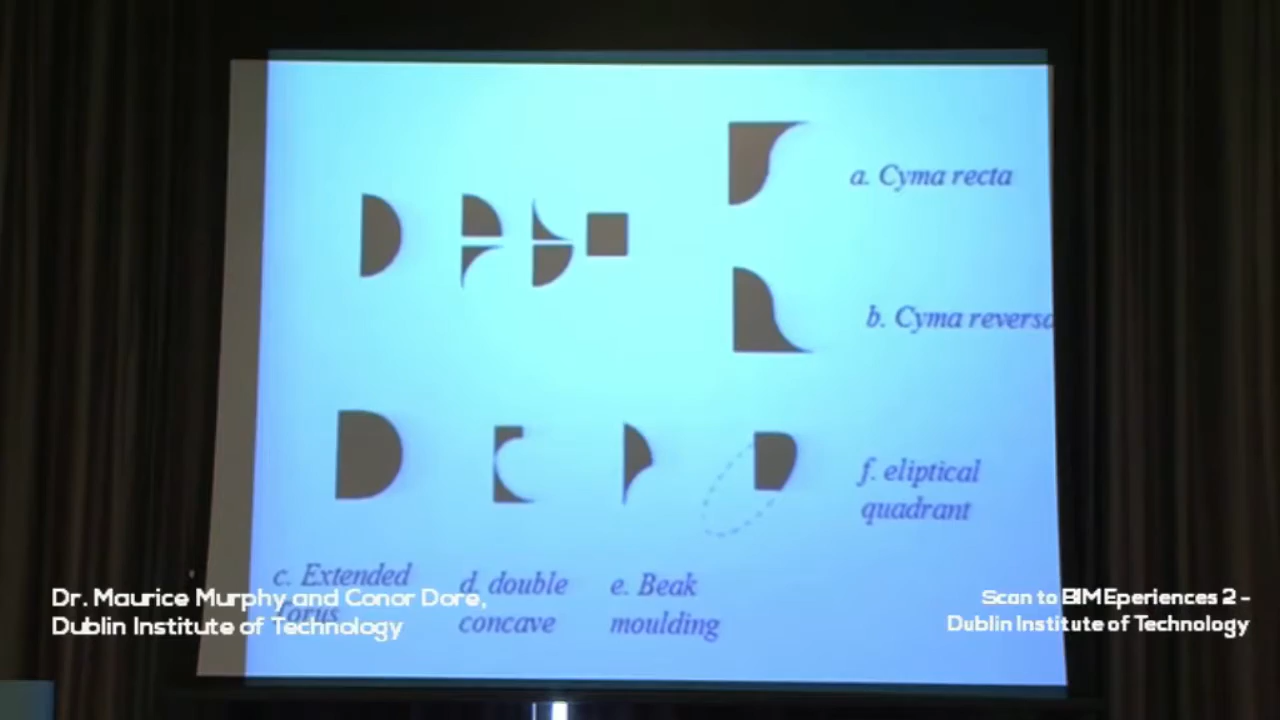 a. Cyma recta
b. Cyma reversa
f. eliptical
quadrant
c. Extended
Torus
d. double
concave
e. Beak
moulding
Dr. Maurice Murphy and Conor Dore,
Dublin Institute of Technology
Scan to BIM Eperiences 2 -
Dublin Institute of Technology